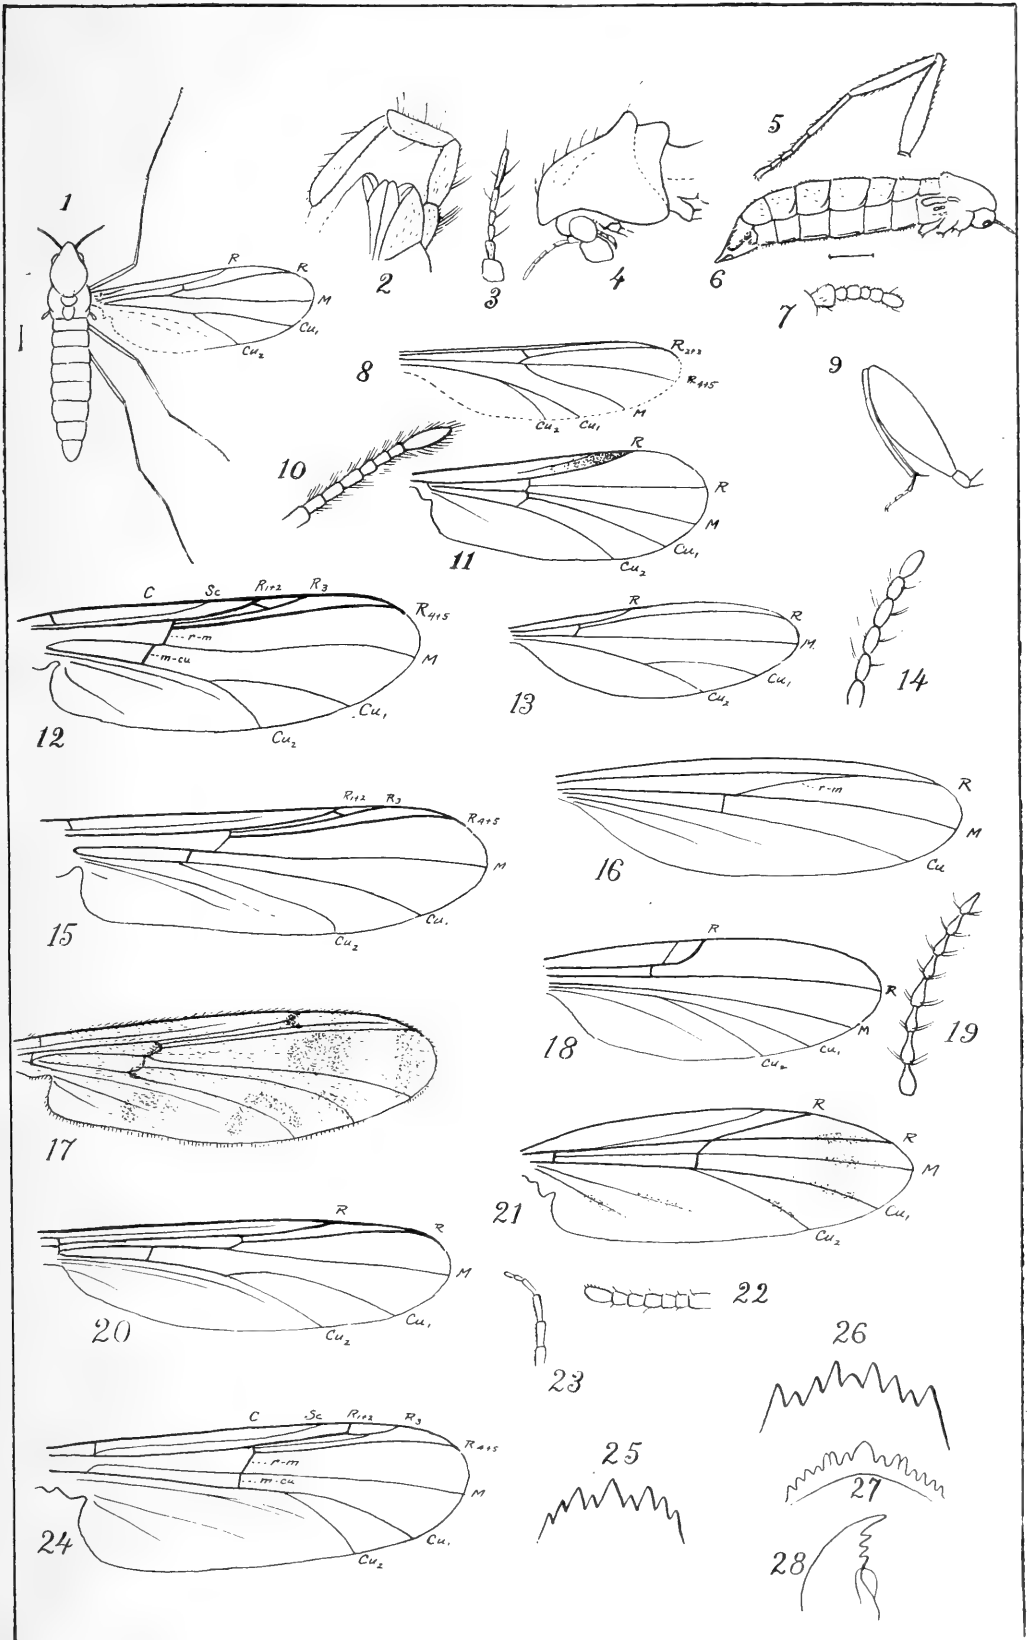 1
R
R
M
Cu₁
Cu₂
2
3
4
5
6
7
8
R₂₊₃
R₄₊₅
M
Cu₁
Cu₂
9
10
11
R
R
M
Cu₁
Cu₂
12
C
Sc
R₁₊₂
R₃
R₄₊₅
r-m
m-cu
M
Cu₁
Cu₂
13
R
R
M
Cu₁
Cu₂
14
15
R₁₊₂
R₃
R₄₊₅
M
Cu₁
Cu₂
16
r-m
R
M
Cu
17
18
R
R
M
Cu₁
Cu₂
19
20
R
R
M
Cu₁
Cu₂
21
R
R
M
Cu₁
Cu₂
22
23
24
C
Sc
R₁₊₂
R₃
R₄₊₅
r-m
m-cu
M
Cu₁
Cu₂
25
26
27
28